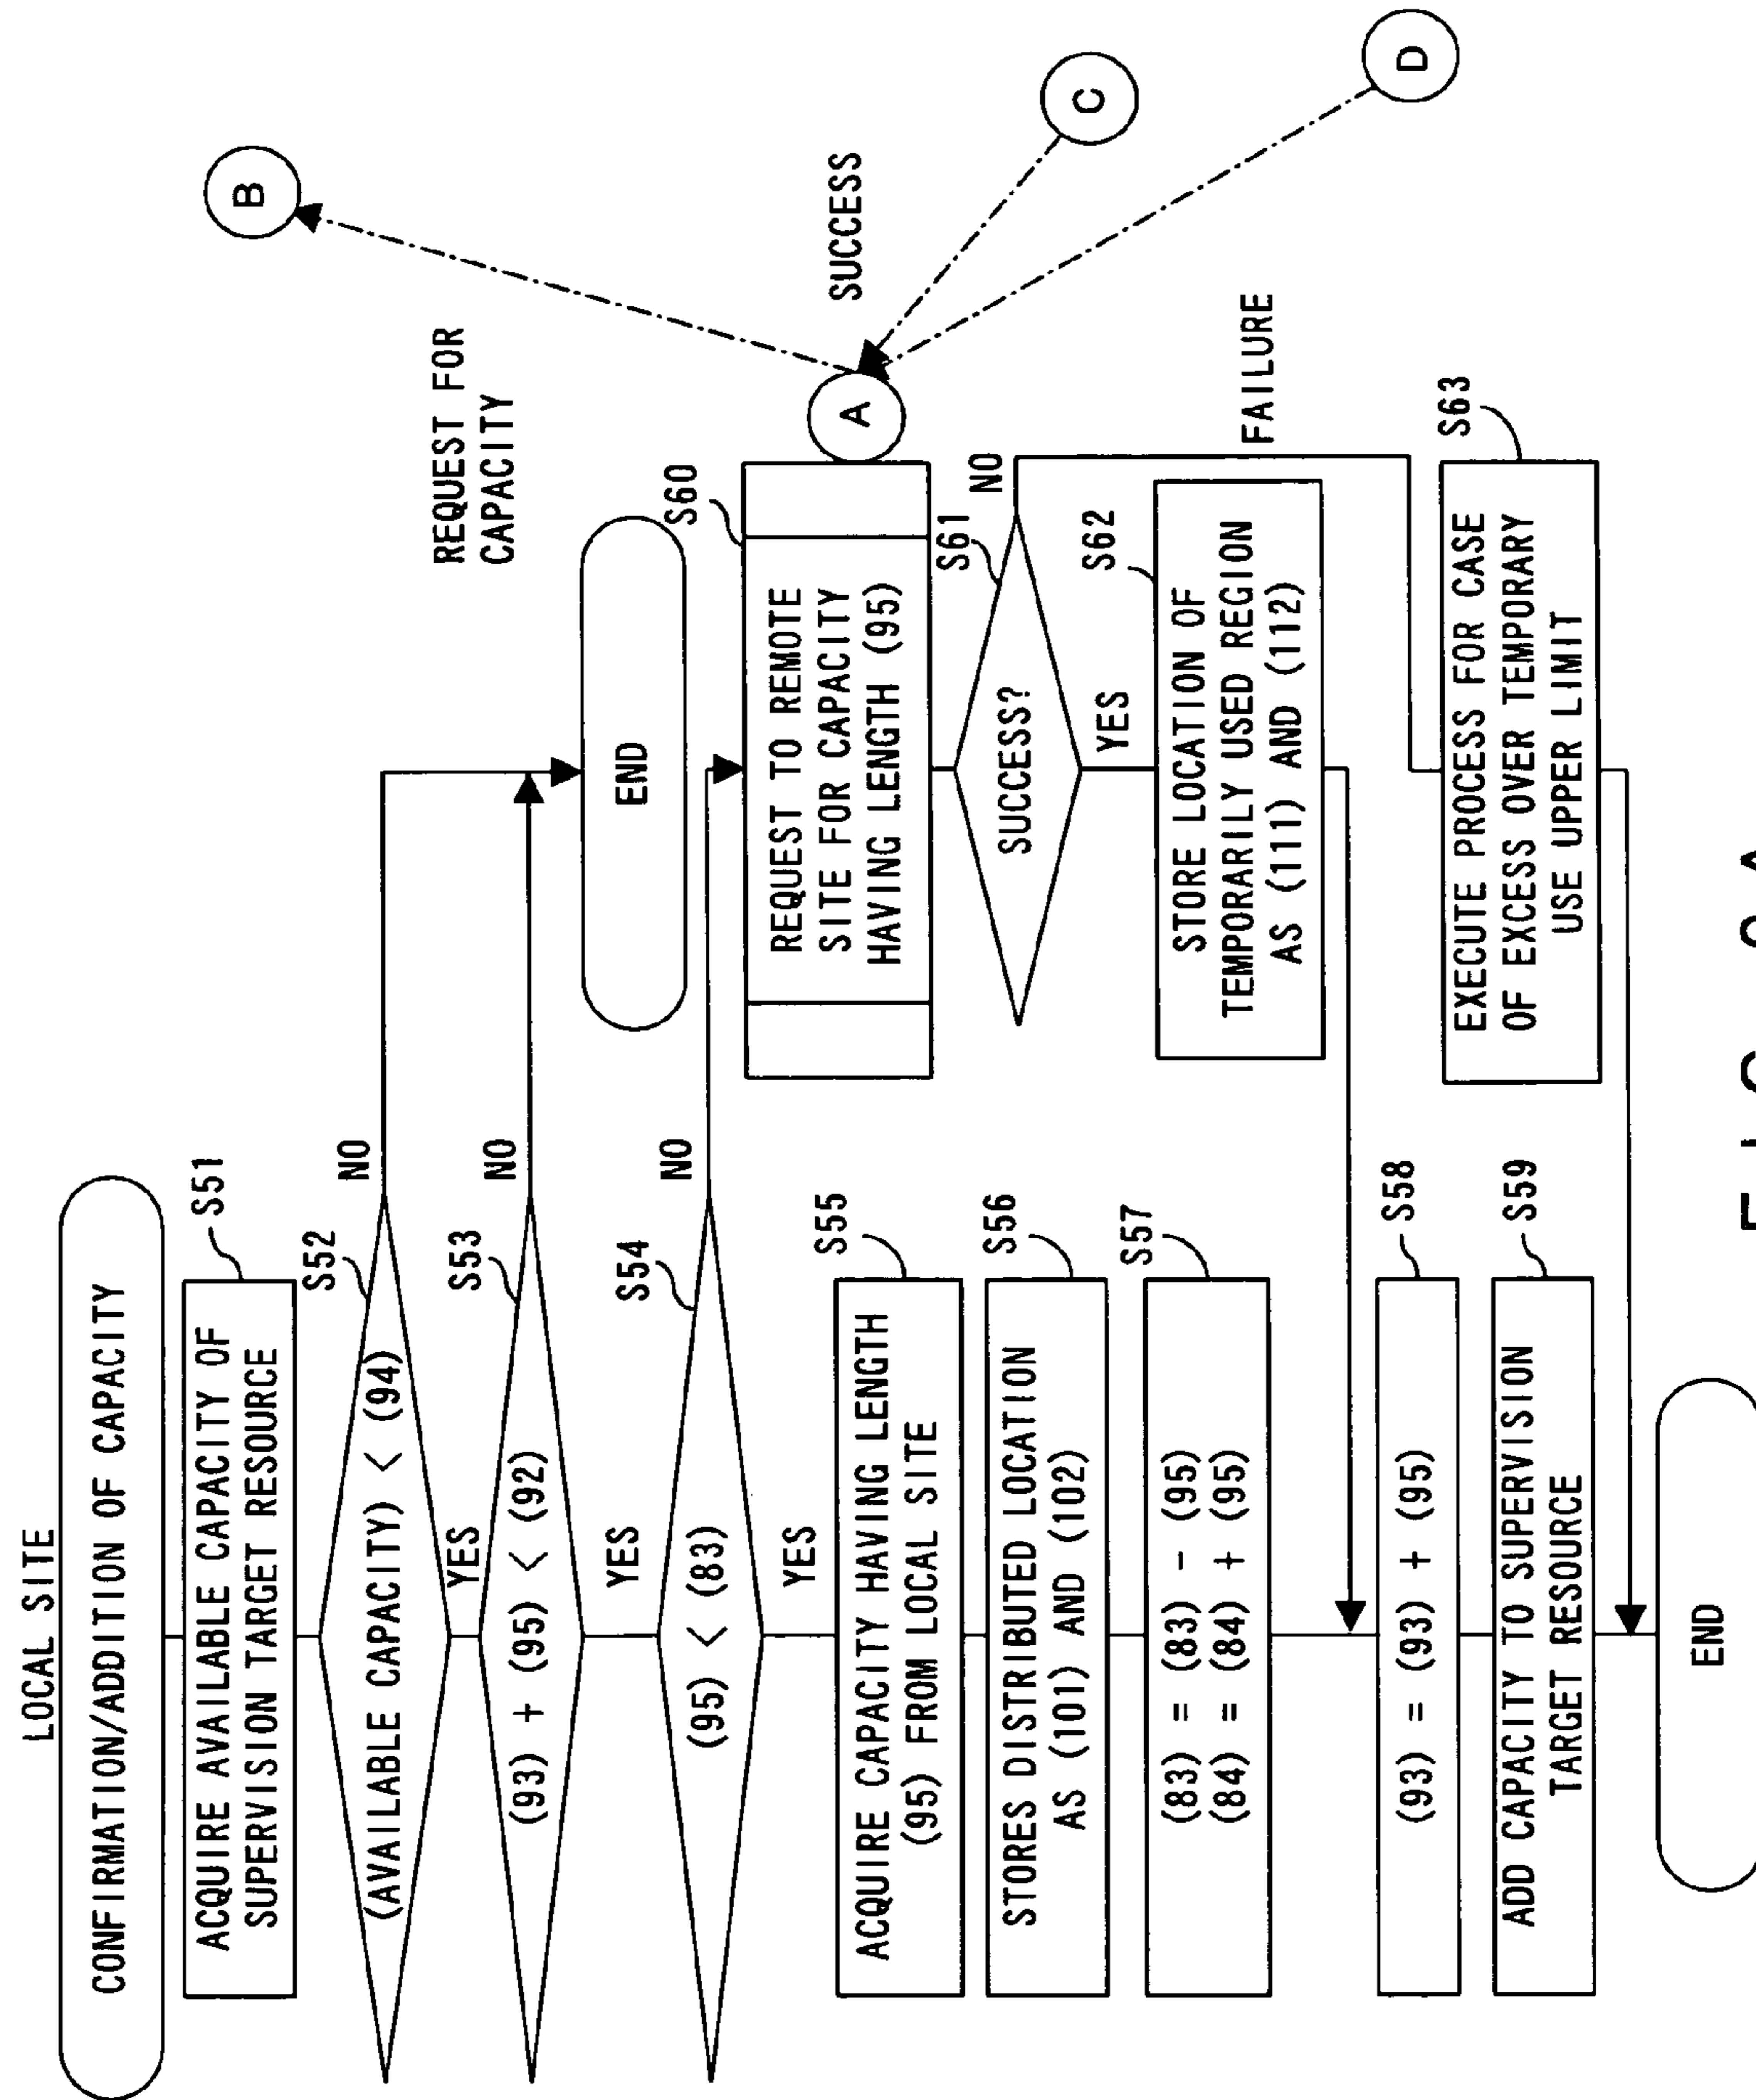 LOCAL SITE
CONFIRMATION/ADDITION OF CAPACITY
S51
ACQUIRE AVAILABLE CAPACITY OF
SUPERVISION TARGET RESOURCE
S52
(AVAILABLE CAPACITY) < (94)
NO
YES
S53
(93) + (95) < (92)
NO
YES
S54
(95) < (83)
NO
YES
S55
ACQUIRE CAPACITY HAVING LENGTH
(95) FROM LOCAL SITE
S56
STORES DISTRIBUTED LOCATION
AS (101) AND (102)
S57
(83) = (83) - (95)
(84) = (84) + (95)
S58
(93) = (93) + (95)
S59
ADD CAPACITY TO SUPERVISION
TARGET RESOURCE
END
END
S60
REQUEST TO REMOTE
SITE FOR CAPACITY
HAVING LENGTH (95)
S61
SUCCESS?
NO
YES
S62
STORE LOCATION OF
TEMPORARILY USED REGION
AS (111) AND (112)
S63
EXECUTE PROCESS FOR CASE
OF EXCESS OVER TEMPORARY
USE UPPER LIMIT
REQUEST FOR
CAPACITY
SUCCESS
FAILURE
A
B
C
D